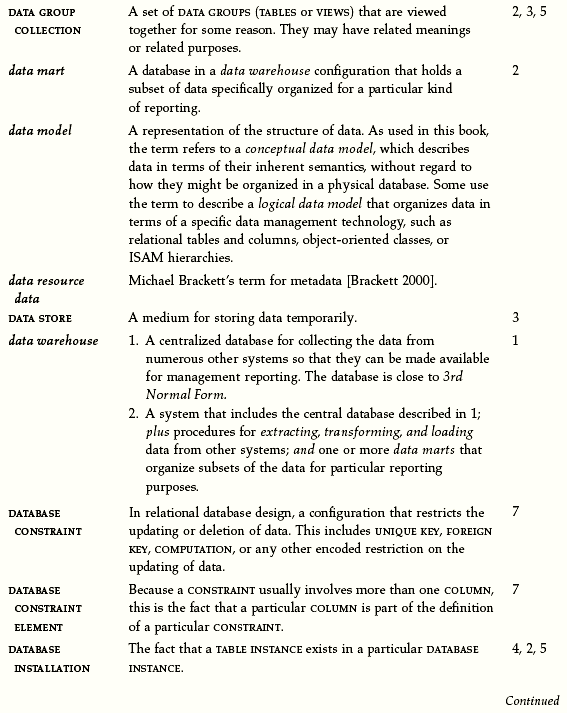 DATA GROUP A set of DATA GROUPS (TABLES or VIEWS) that are viewed 2, 3, 5
COLLECTION together for some reason. They may have related meanings
or related purposes.
data mart A database in a data warehouse configuration that holds a 2
subset of data specifically organized for a particular kind
of reporting.
data model A representation of the structure of data. As used in this book,
the term refers to a conceptual data model, which describes
data in terms of their inherent semantics, without regard to
how they might be organized in a physical database. Some use
the term to describe a logical data model that organizes data in
terms of a specific data management technology, such as
relational tables and columns, object-oriented classes, or
ISAM hierarchies.
data resource Michael Brackett's term for metadata [Brackett 2000].
data
DATA STORE A medium for storing data temporarily. 3
data warehouse 1. A centralized database for collecting the data from 1
numerous other systems so that they can be made available
for management reporting. The database is close to 3rd
Normal Form.
2. A system that includes the central database described in 1;
plus procedures for extracting, transforming, and loading
data from other systems; and one or more data marts that
organize subsets of the data for particular reporting
purposes.
DATABASE In relational database design, a configuration that restricts the 7
CONSTRAINT updating or deletion of data. This includes UNIQUE KEY, FOREIGN
KEY, COMPUTATION, or any other encoded restriction on the
updating of data.
DATABASE Because a CONSTRAINT usually involves more than one COLUMN, 7
CONSTRAINT this is the fact that a particular COLUMN is part of the definition
ELEMENT of a particular CONSTRAINT.
DATABASE The fact that a TABLE INSTANCE exists in a particular DATABASE 4, 2, 5
INSTALLATION INSTANCE.
Continued